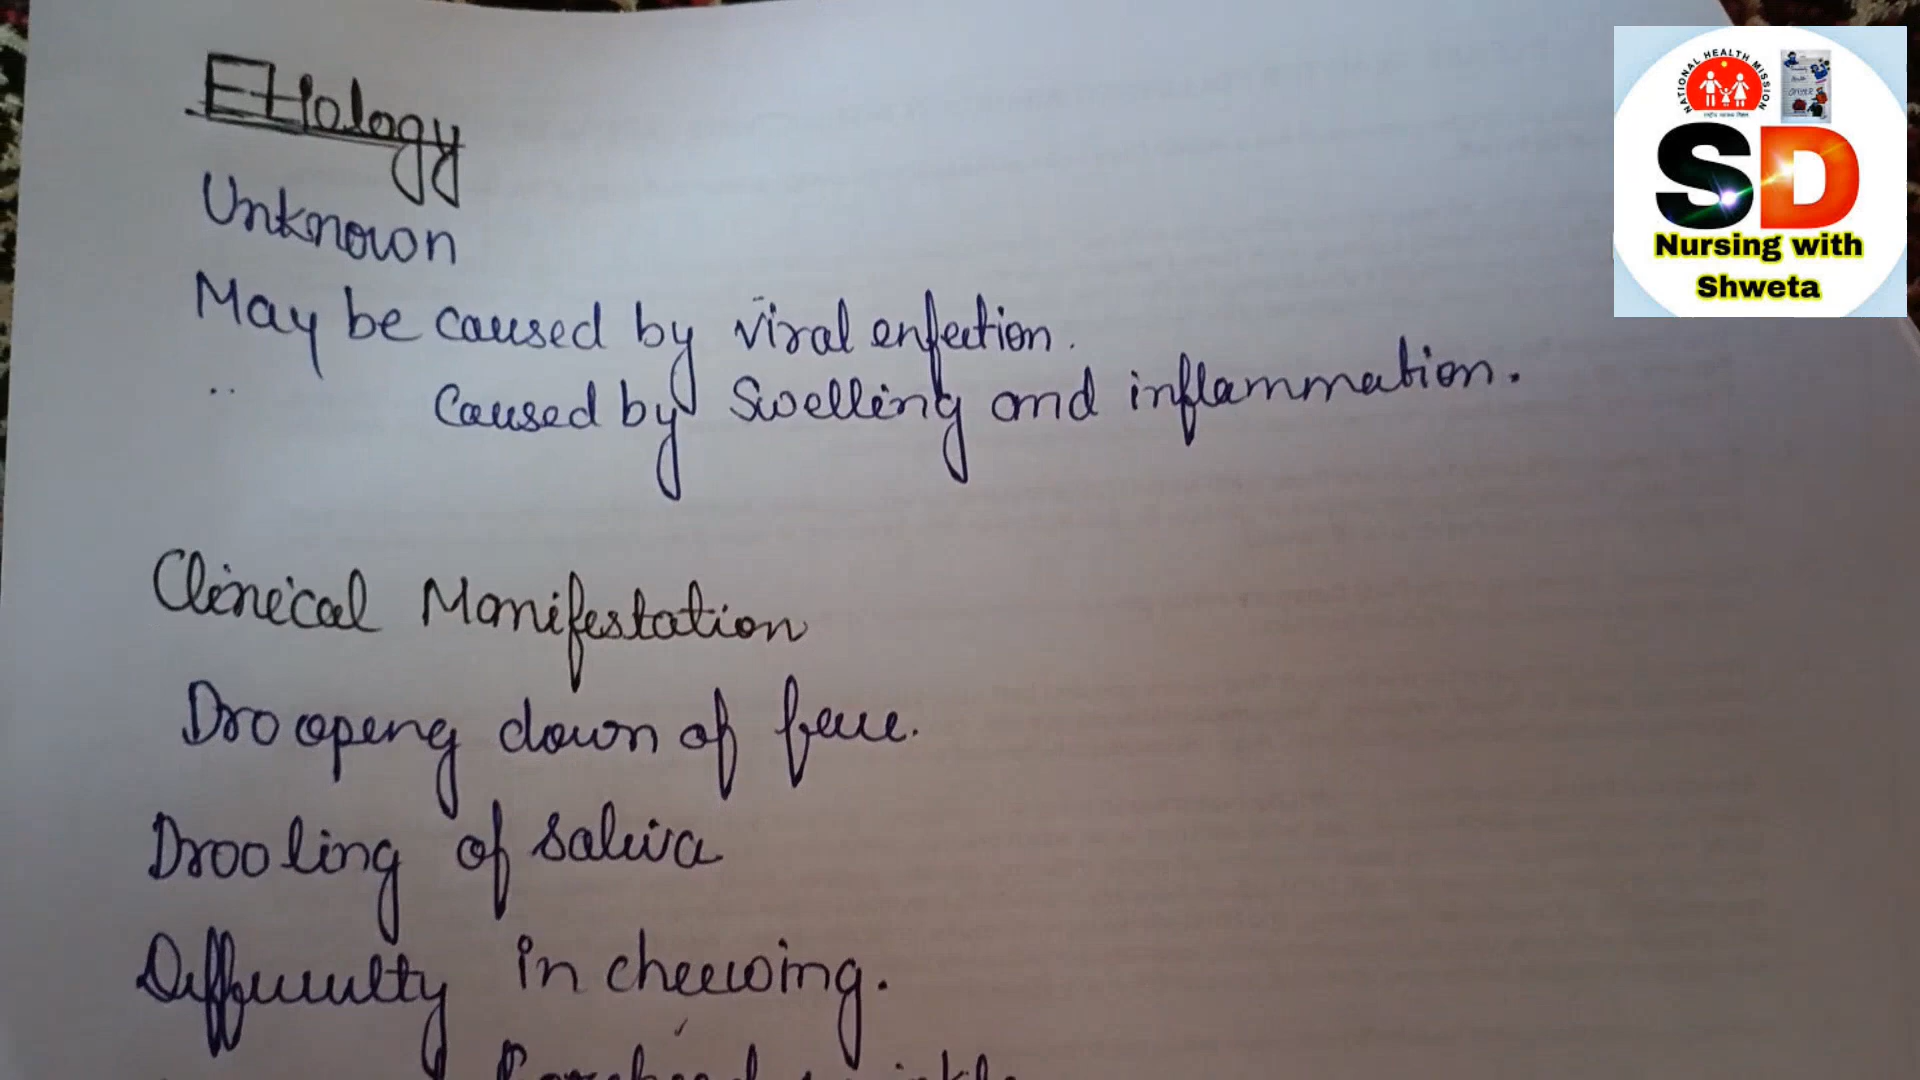 Etiology
Unknown
May be caused by viral enfection.
.. caused by swelling and inflammation.
Clinical Manifestation
Droopeng down of face.
Drooling of saliva
Difficulty in cheewing.
NATIONAL HEALTH MISSION
SD
Nursing with
Shweta